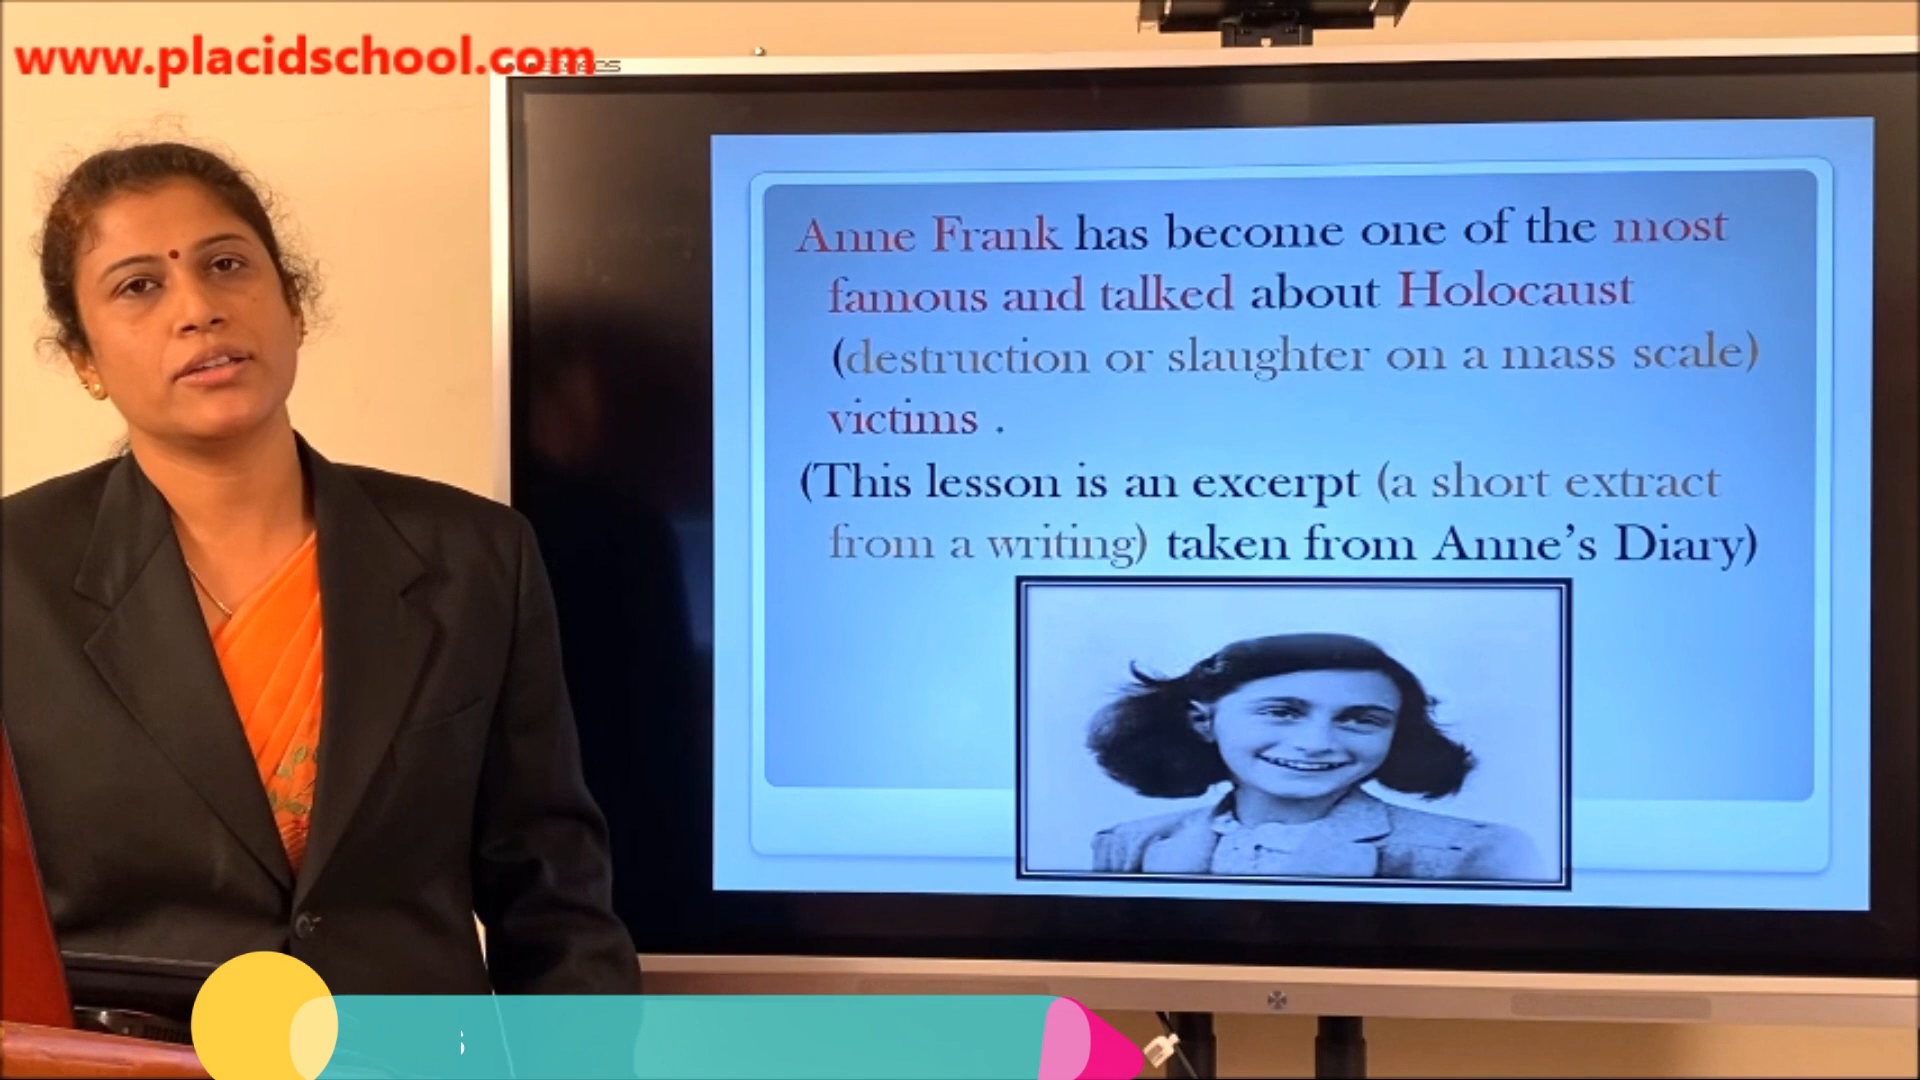 www.placidschool.com
Anne Frank has become one of the most
famous and talked about Holocaust
(destruction or slaughter on a mass scale)
victims .
(This lesson is an excerpt (a short extract
from a writing) taken from Anne's Diary)